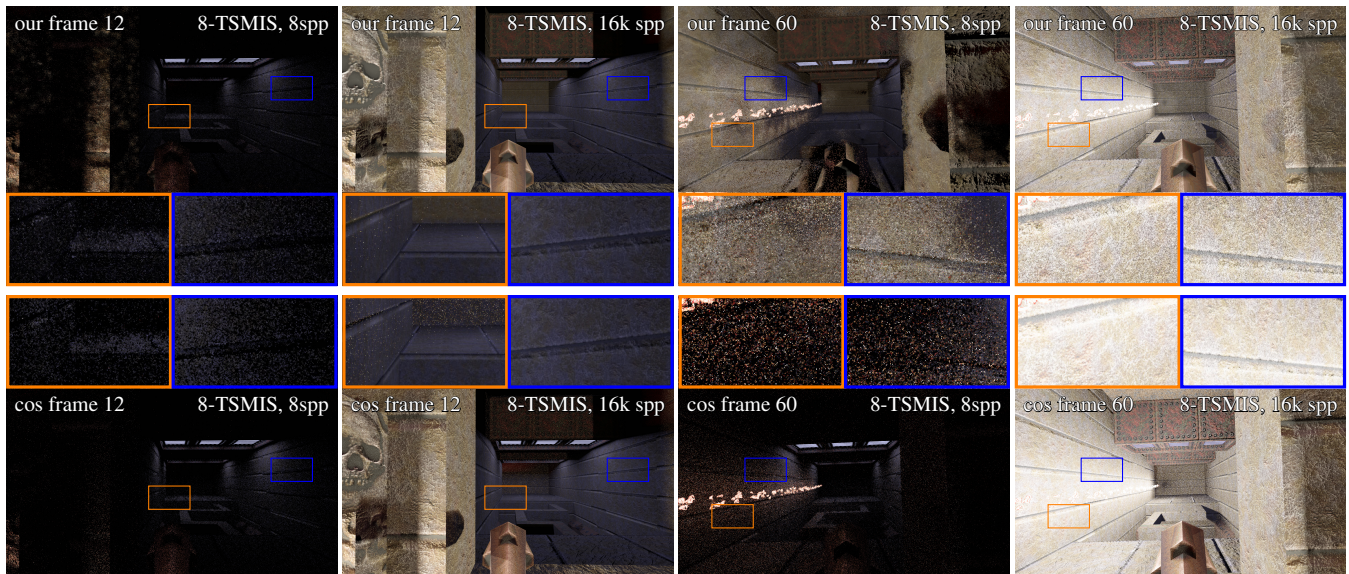 our frame 12 8-TSMIS, 8spp
our frame 12 8-TSMIS, 16k spp
our frame 60 8-TSMIS, 8spp
our frame 60 8-TSMIS, 16k spp
cos frame 12 8-TSMIS, 8spp
cos frame 12 8-TSMIS, 16k spp
cos frame 60 8-TSMIS, 8spp
cos frame 60 8-TSMIS, 16k spp